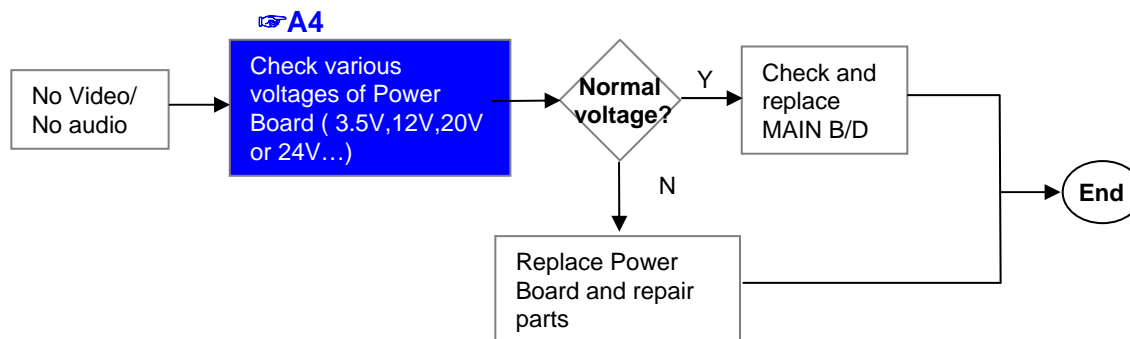 ☞A4
No Video/
No audio
Check various
voltages of Power
Board ( 3.5V,12V,20V
or 24V…)
Normal
voltage?
Y
Check and
replace
MAIN B/D
N
Replace Power
Board and repair
parts
End